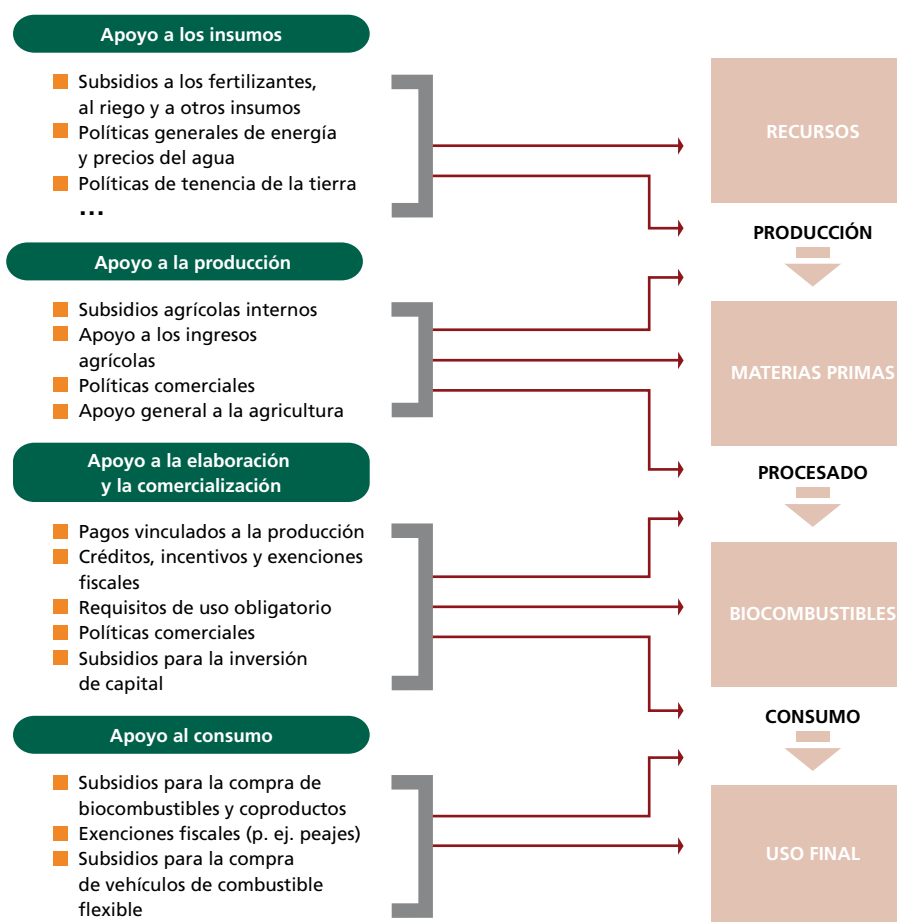 Apoyo a los insumos
Subsidios a los fertilizantes,
al riego y a otros insumos
Políticas generales de energía
y precios del agua
Políticas de tenencia de la tierra
...
Apoyo a la producción
Subsidios agrícolas internos
Apoyo a los ingresos
agrícolas
Políticas comerciales
Apoyo general a la agricultura
Apoyo a la elaboración
y la comercialización
Pagos vinculados a la producción
Créditos, incentivos y exenciones
fiscales
Requisitos de uso obligatorio
Políticas comerciales
Subsidios para la inversión
de capital
Apoyo al consumo
Subsidios para la compra de
biocombustibles y coproductos
Exenciones fiscales (p. ej. peajes)
Subsidios para la compra
de vehículos de combustible
flexible
RECURSOS
PRODUCCIÓN
MATERIAS PRIMAS
PROCESADO
BIOCOMBUSTIBLES
CONSUMO
USO FINAL